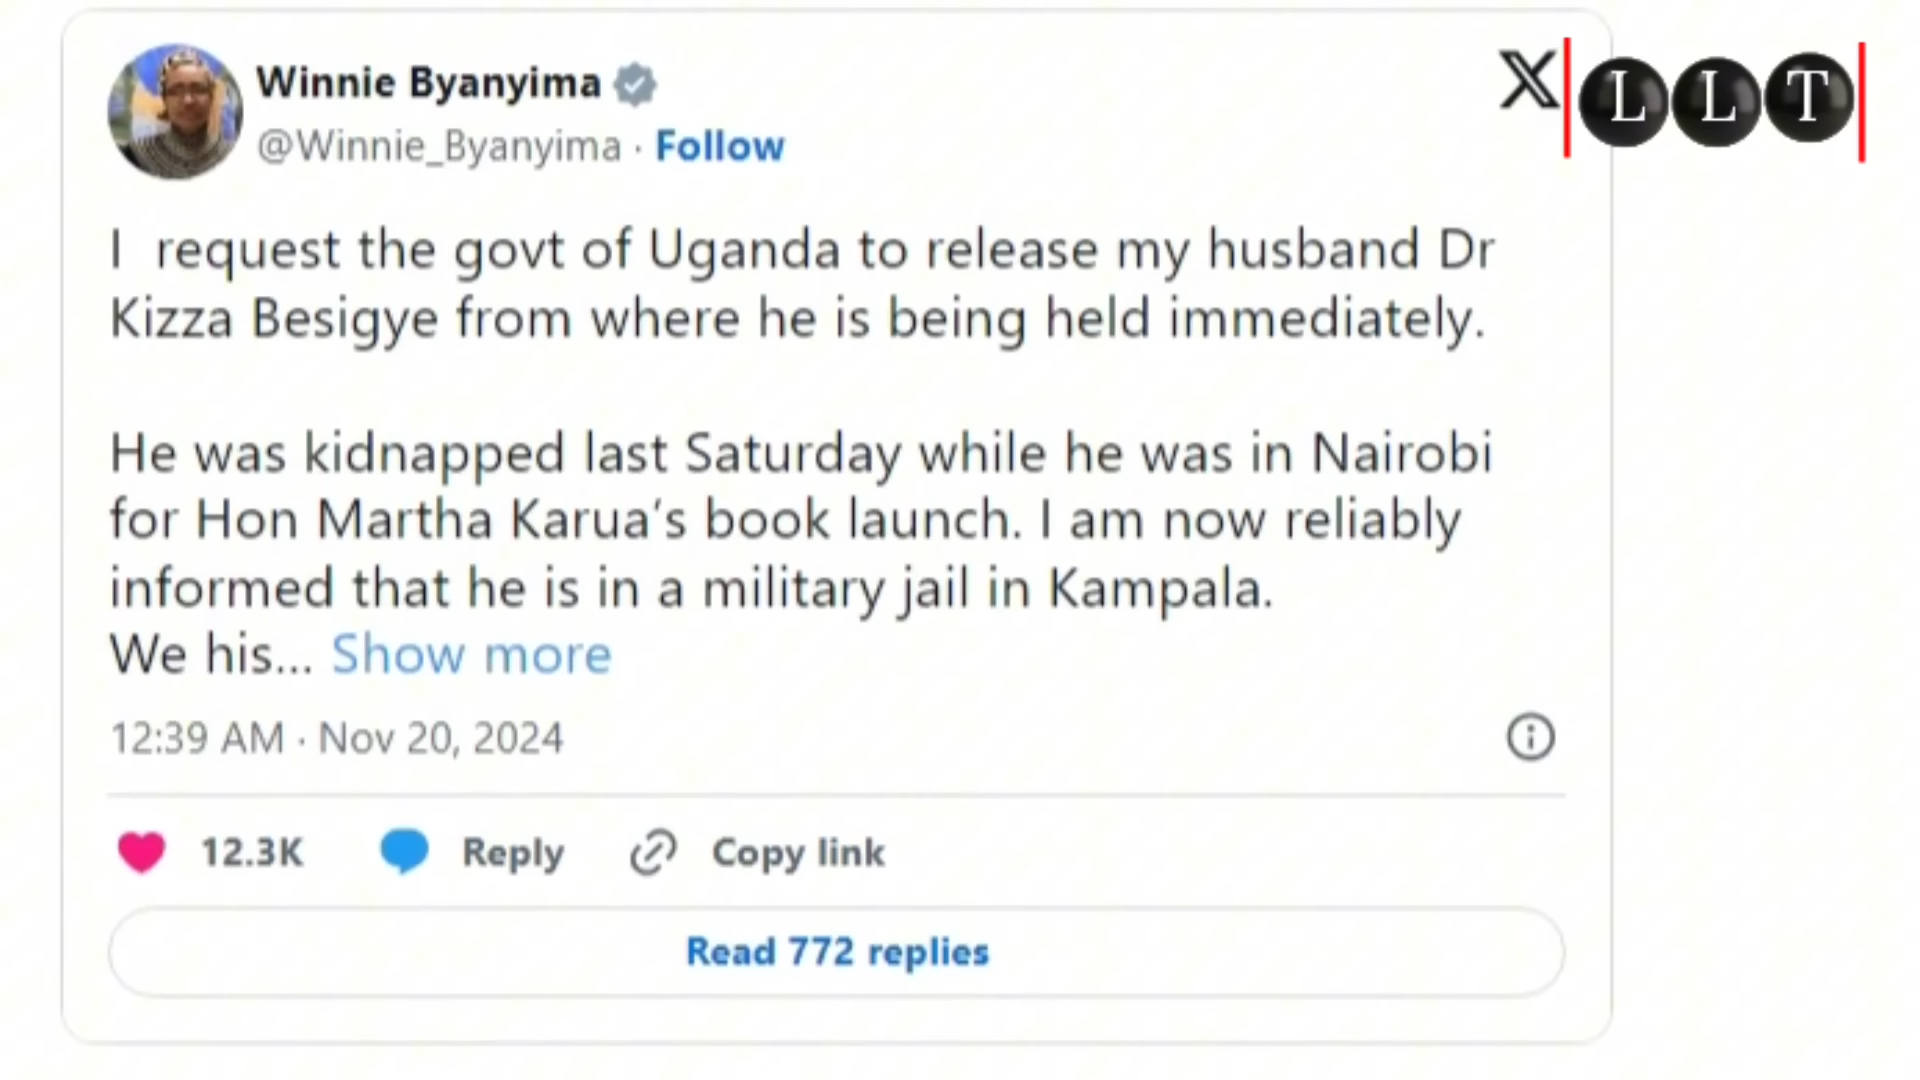 Winnie Byanyima
@Winnie_Byanyima · Follow
X
L L T
I request the govt of Uganda to release my husband Dr
Kizza Besigye from where he is being held immediately.
He was kidnapped last Saturday while he was in Nairobi
for Hon Martha Karua’s book launch. I am now reliably
informed that he is in a military jail in Kampala.
We his... Show more
12:39 AM · Nov 20, 2024
12.3K Reply Copy link
Read 772 replies